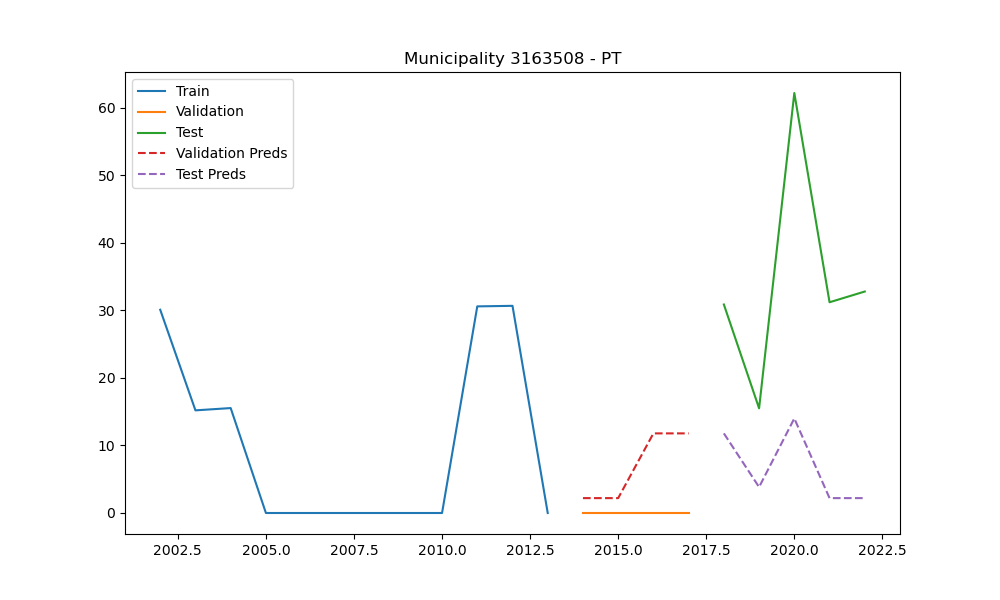 Municipality 3163508 - PT
Train
Validation
Test
Validation Preds
Test Preds
60
50
40
30
20
10
0
2002.5 2005.0 2007.5 2010.0 2012.5 2015.0 2017.5 2020.0 2022.5